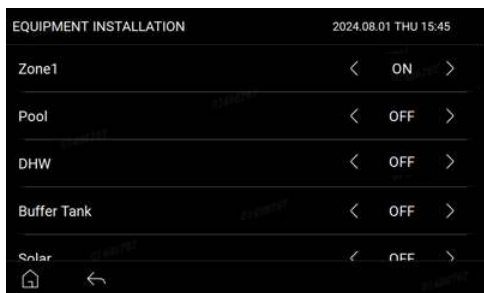 EQUIPMENT INSTALLATION 2024.08.01 THU 15:45
Zone1 < ON >
Pool < OFF >
DHW < OFF >
Buffer Tank < OFF >
Solar < OFF >